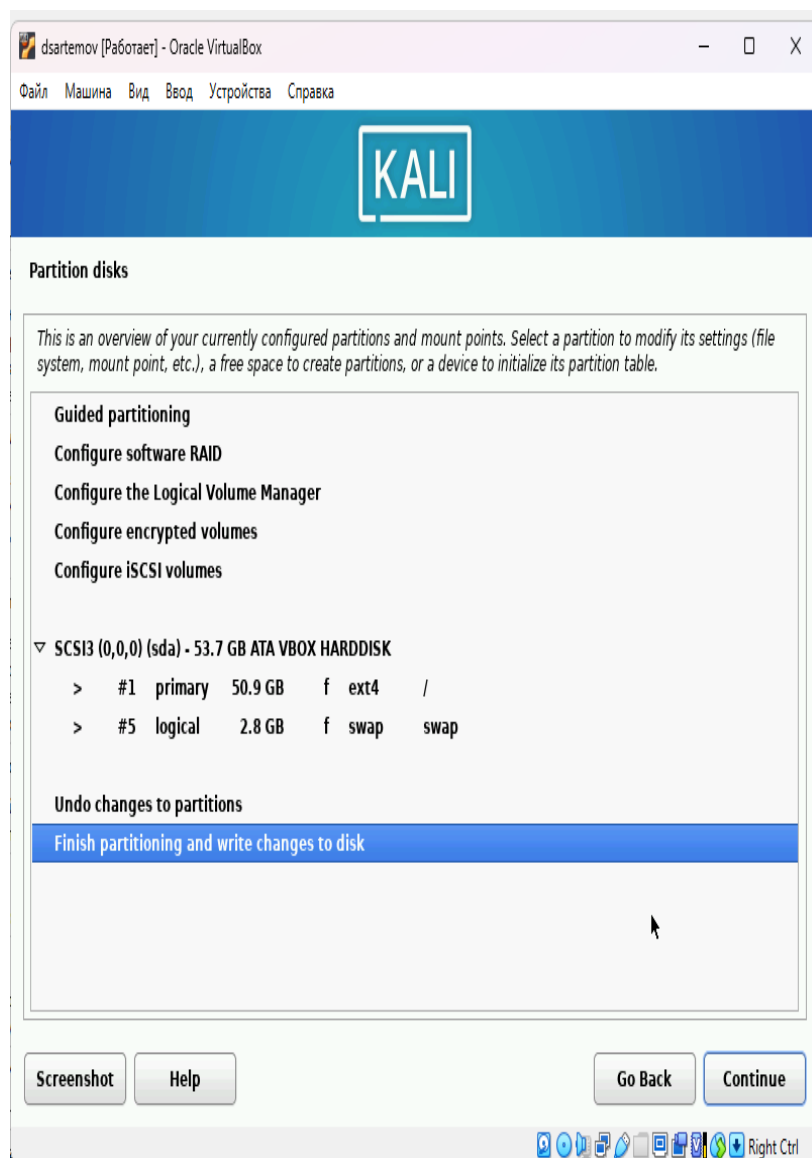 dsartemov [Работает] - Oracle VirtualBox
Файл Машина Вид Ввод Устройства Справка
KALI
Partition disks
This is an overview of your currently configured partitions and mount points. Select a partition to modify its settings (file
system, mount point, etc.), a free space to create partitions, or a device to initialize its partition table.
Guided partitioning
Configure software RAID
Configure the Logical Volume Manager
Configure encrypted volumes
Configure iSCSI volumes
SCSI3 (0,0,0) (sda) - 53.7 GB ATA VBOX HARDDISK
> #1 primary 50.9 GB f ext4 /
> #5 logical 2.8 GB f swap swap
Undo changes to partitions
Finish partitioning and write changes to disk
Screenshot Help Go Back Continue
Right Ctrl